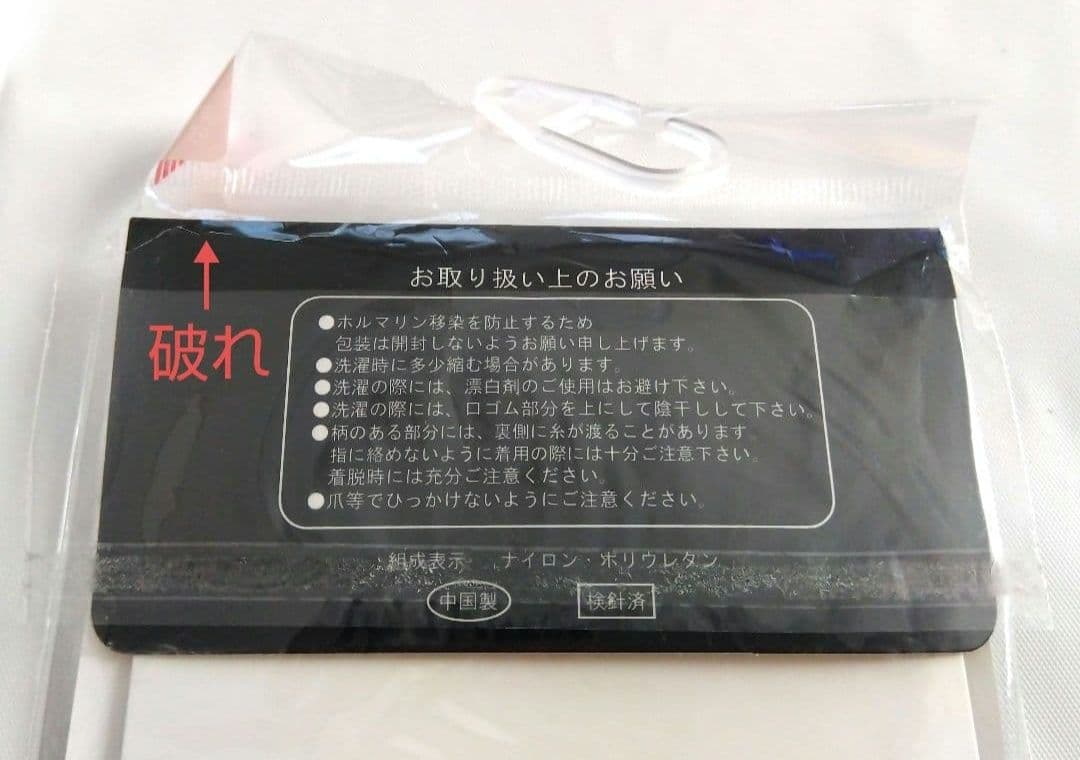 お取り扱い上のお願い
破れ
●ホルマリン移染を防止するため
包装は開封しないようお願い申し上げます。
●洗濯時に多少縮む場合があります。
●洗濯の際には、漂白剤のご使用はお避け下さい。
●洗濯の際には、口ゴム部分を上にして陰干しして下さい。
●柄のある部分には、裏側に糸が渡ることがあります
指に絡めないように着用の際には十分ご注意下さい。
着脱時には充分ご注意ください。
●爪等でひっかけないようにご注意ください。
組成表示 ナイロン・ポリウレタン
中国製 検針済